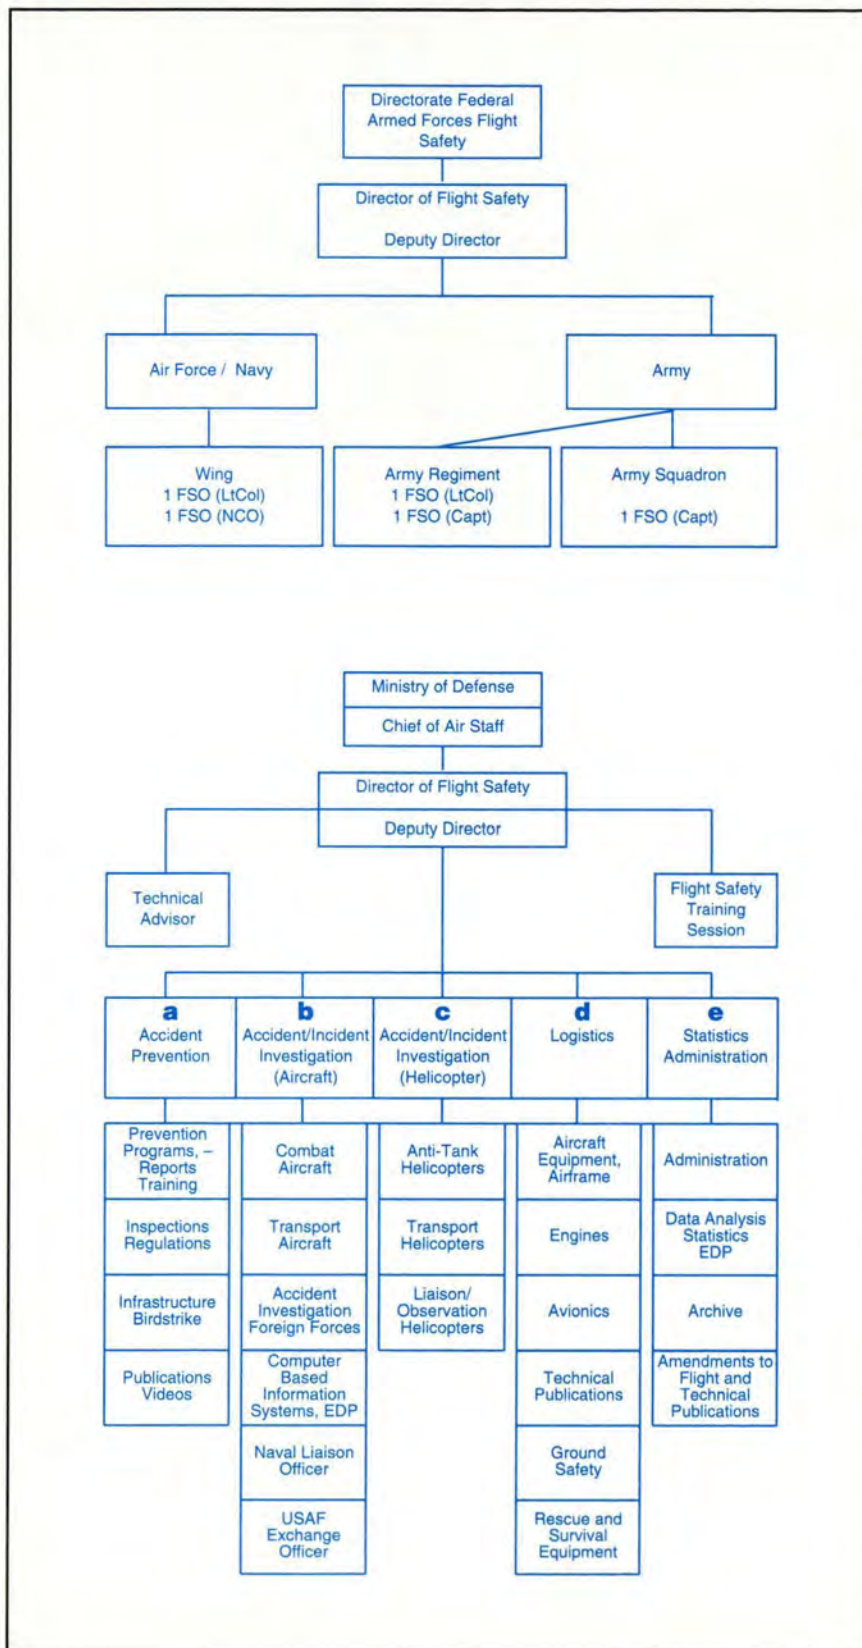 Directorate Federal
Armed Forces Flight
Safety
Director of Flight Safety
Deputy Director
Air Force / Navy
Army
Wing
1 FSO (LtCol)
1 FSO (NCO)
Army Regiment
1 FSO (LtCol)
1 FSO (Capt)
Army Squadron
1 FSO (Capt)
Ministry of Defense
Chief of Air Staff
Director of Flight Safety
Deputy Director
Technical
Advisor
Flight Safety
Training
Session
a
Accident
Prevention
b
Accident/Incident
Investigation
(Aircraft)
c
Accident/Incident
Investigation
(Helicopter)
d
Logistics
e
Statistics
Administration
Prevention
Programs, –
Reports
Training
Inspections
Regulations
Infrastructure
Birdstrike
Publications
Videos
Combat
Aircraft
Transport
Aircraft
Accident
Investigation
Foreign Forces
Computer
Based
Information
Systems, EDP
Naval Liaison
Officer
USAF
Exchange
Officer
Anti-Tank
Helicopters
Transport
Helicopters
Liaison/
Observation
Helicopters
Aircraft
Equipment,
Airframe
Engines
Avionics
Technical
Publications
Ground
Safety
Rescue and
Survival
Equipment
Administration
Data Analysis
Statistics
EDP
Archive
Amendments to
Flight and
Technical
Publications